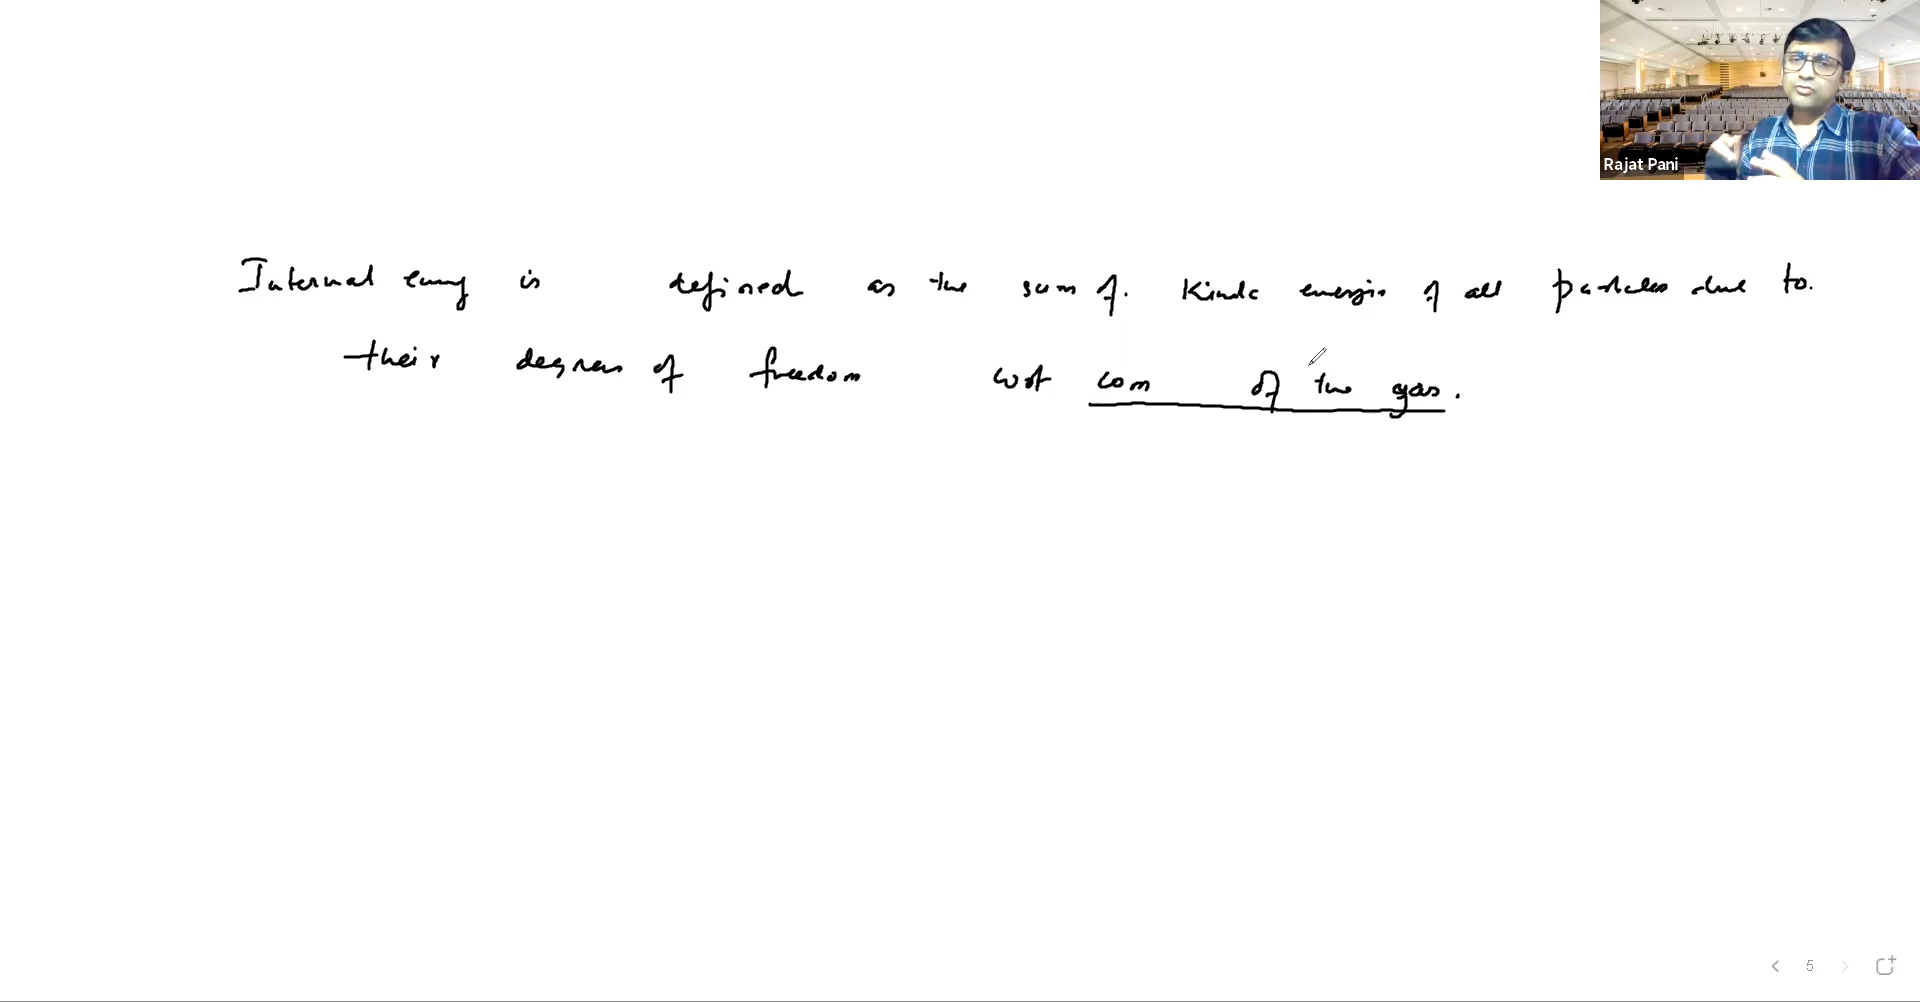 Rajat Pani
Internal energy is defined as the sum of. Kinetic energies of all particles due to.
their degrees of freedom wrt com of the gas.
5